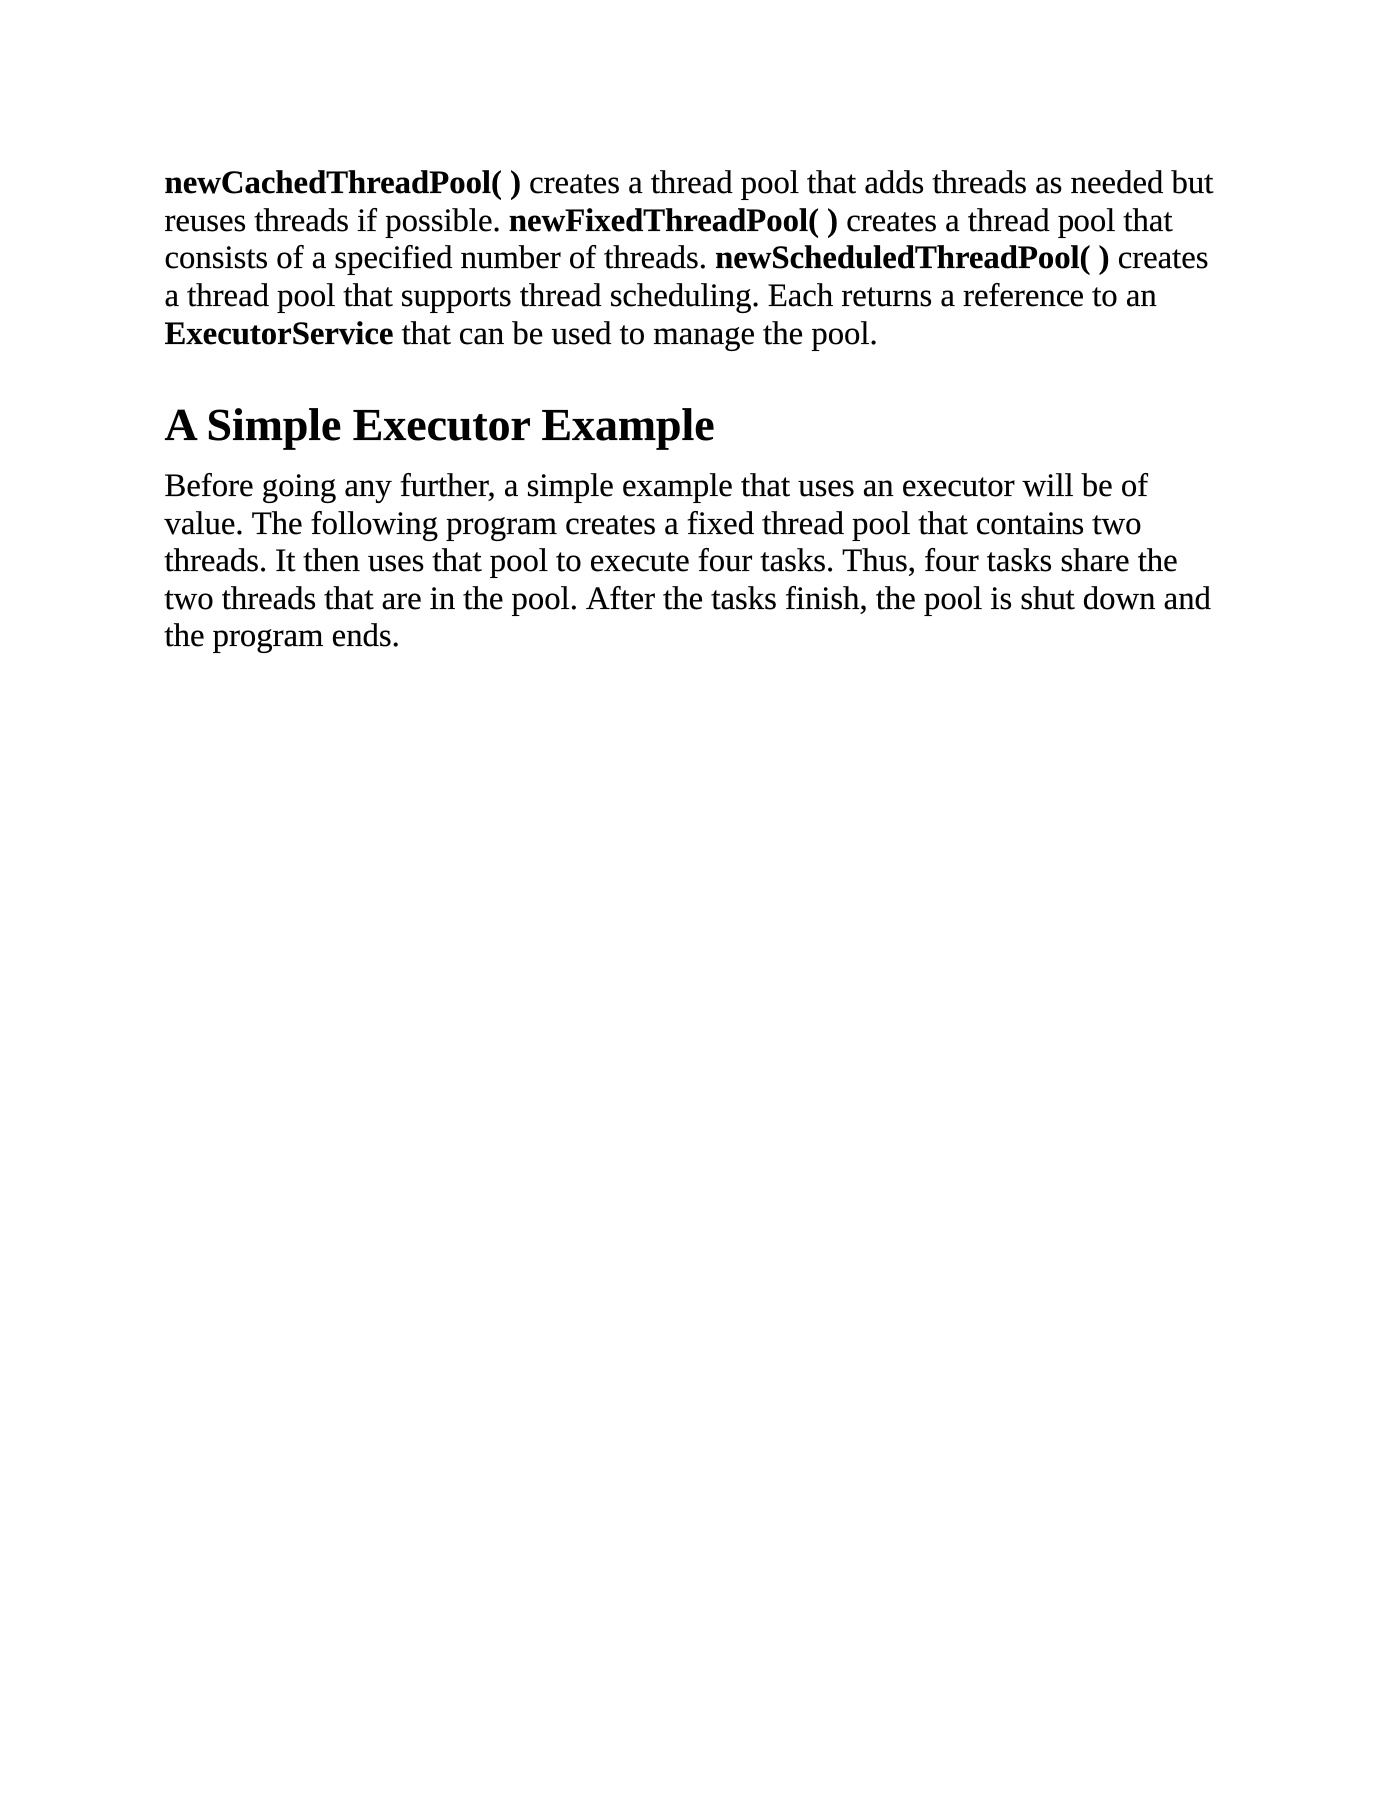 newCachedThreadPool( ) creates a thread pool that adds threads as needed but
reuses threads if possible. newFixedThreadPool( ) creates a thread pool that
consists of a specified number of threads. newScheduledThreadPool( ) creates
a thread pool that supports thread scheduling. Each returns a reference to an
ExecutorService that can be used to manage the pool.
A Simple Executor Example
Before going any further, a simple example that uses an executor will be of
value. The following program creates a fixed thread pool that contains two
threads. It then uses that pool to execute four tasks. Thus, four tasks share the
two threads that are in the pool. After the tasks finish, the pool is shut down and
the program ends.